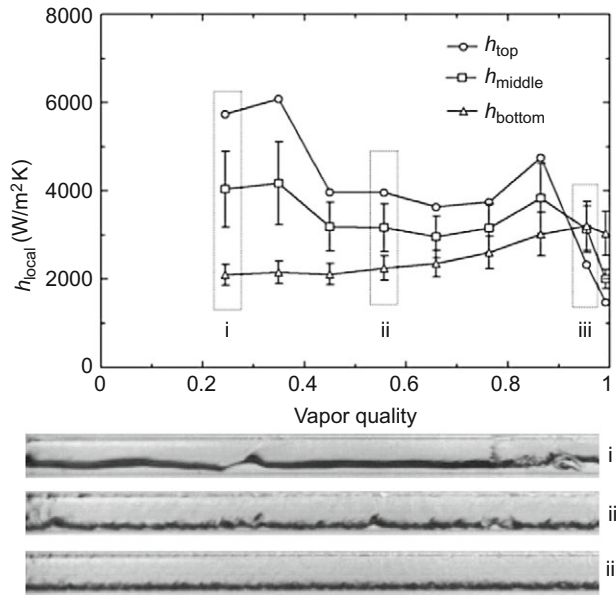 8000
6000
4000
2000
0
h_local (W/m²K)
h_top
h_middle
h_bottom
i
ii
iii
0
0.2
0.4
0.6
0.8
1
Vapor quality
i
ii
ii